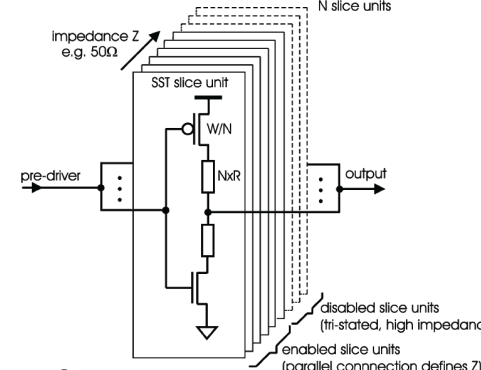 N slice units
impedance Z
e.g. 50Ω
SST slice unit
W/N
NxR
pre-driver
output
disabled slice units
(tri-stated, high impedanc
enabled slice units
(parallel connnection defines Z)